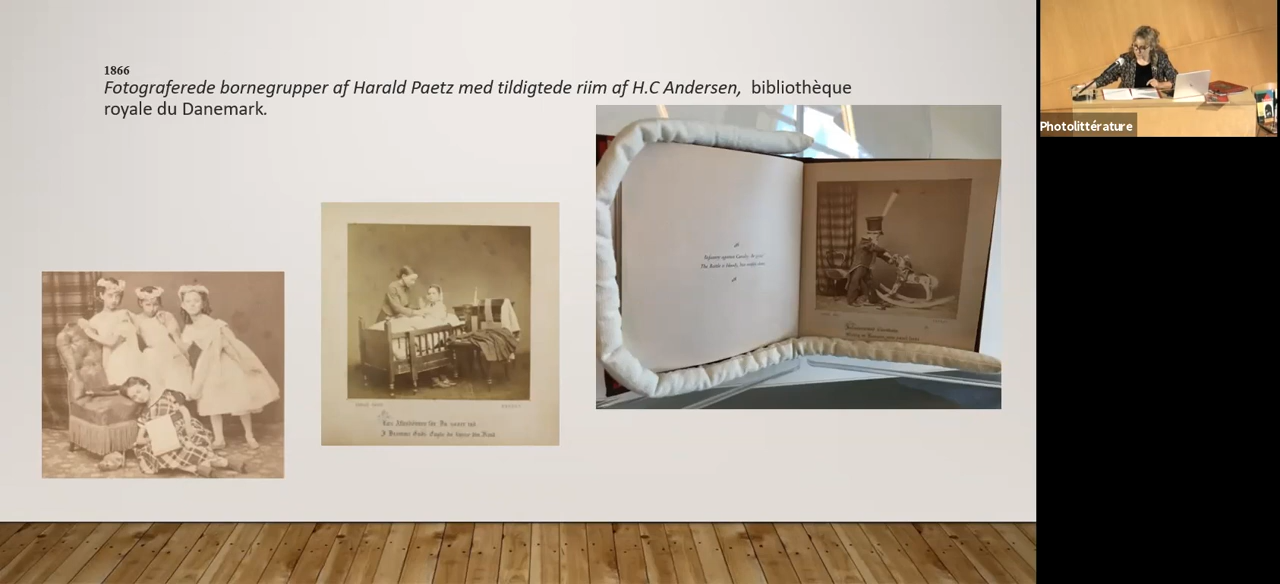 1866
Fotograferede bornegrupper af Harald Paetz med tildigtede riim af H.C Andersen, bibliothèque
royale du Danemark.
Photolittérature